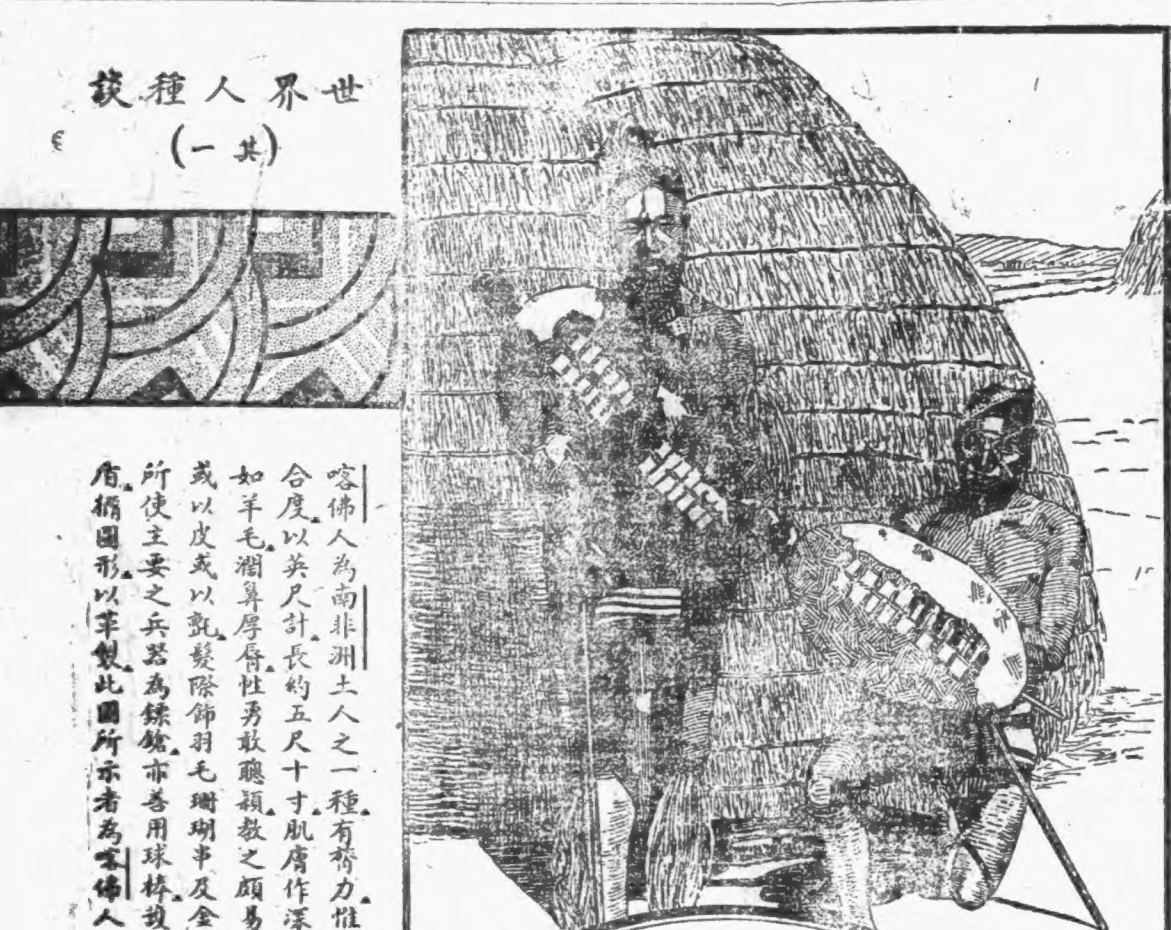 世界人種談
(其一)
喀佛人為南非洲土人之一種有膂力惟
合度以英尺計長約五尺十寸肌膚作深
如羊毛濶鼻厚唇性勇敢聰穎教之頗易
或以皮或以氈髮際飾羽毛珊瑚串及金
所使主要之兵器為鏢鎗亦善用球棒
盾橢圓形以革製此圖所示者為喀佛人